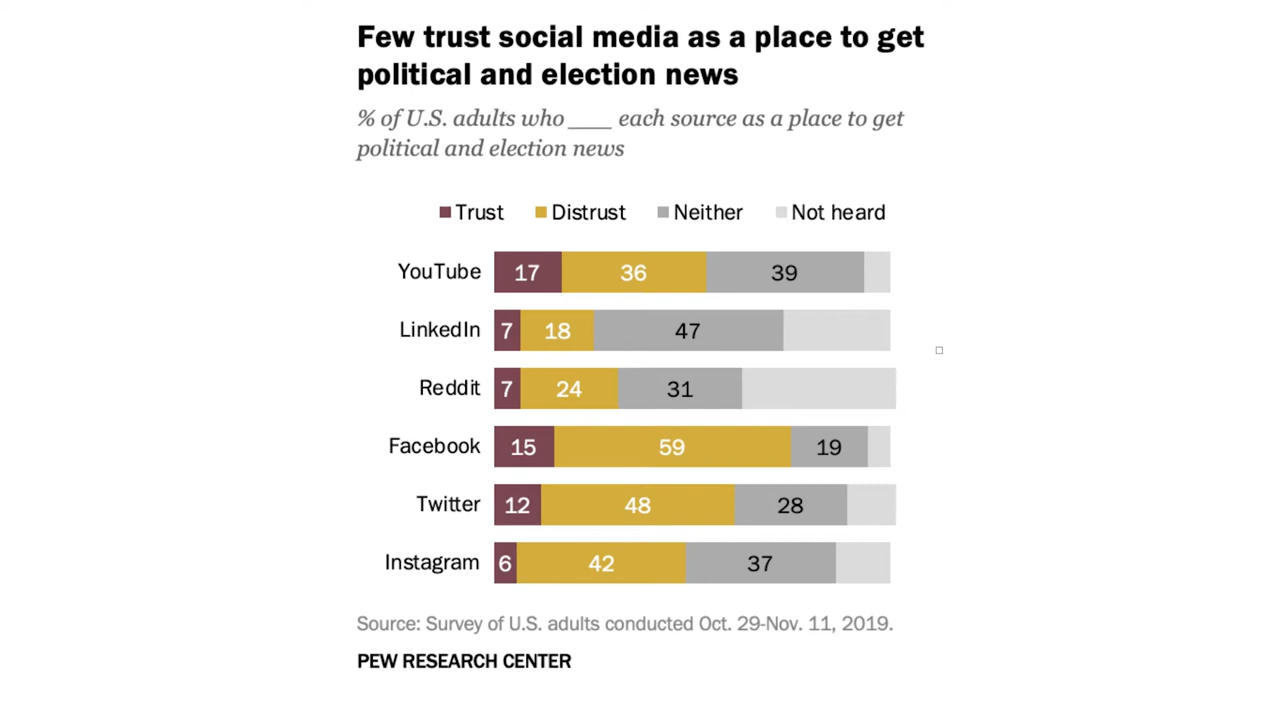 Few trust social media as a place to get
political and election news
% of U.S. adults who ___ each source as a place to get
political and election news
Trust Distrust Neither Not heard
YouTube 17 36 39
LinkedIn 7 18 47
Reddit 7 24 31
Facebook 15 59 19
Twitter 12 48 28
Instagram 6 42 37
Source: Survey of U.S. adults conducted Oct. 29-Nov. 11, 2019.
PEW RESEARCH CENTER